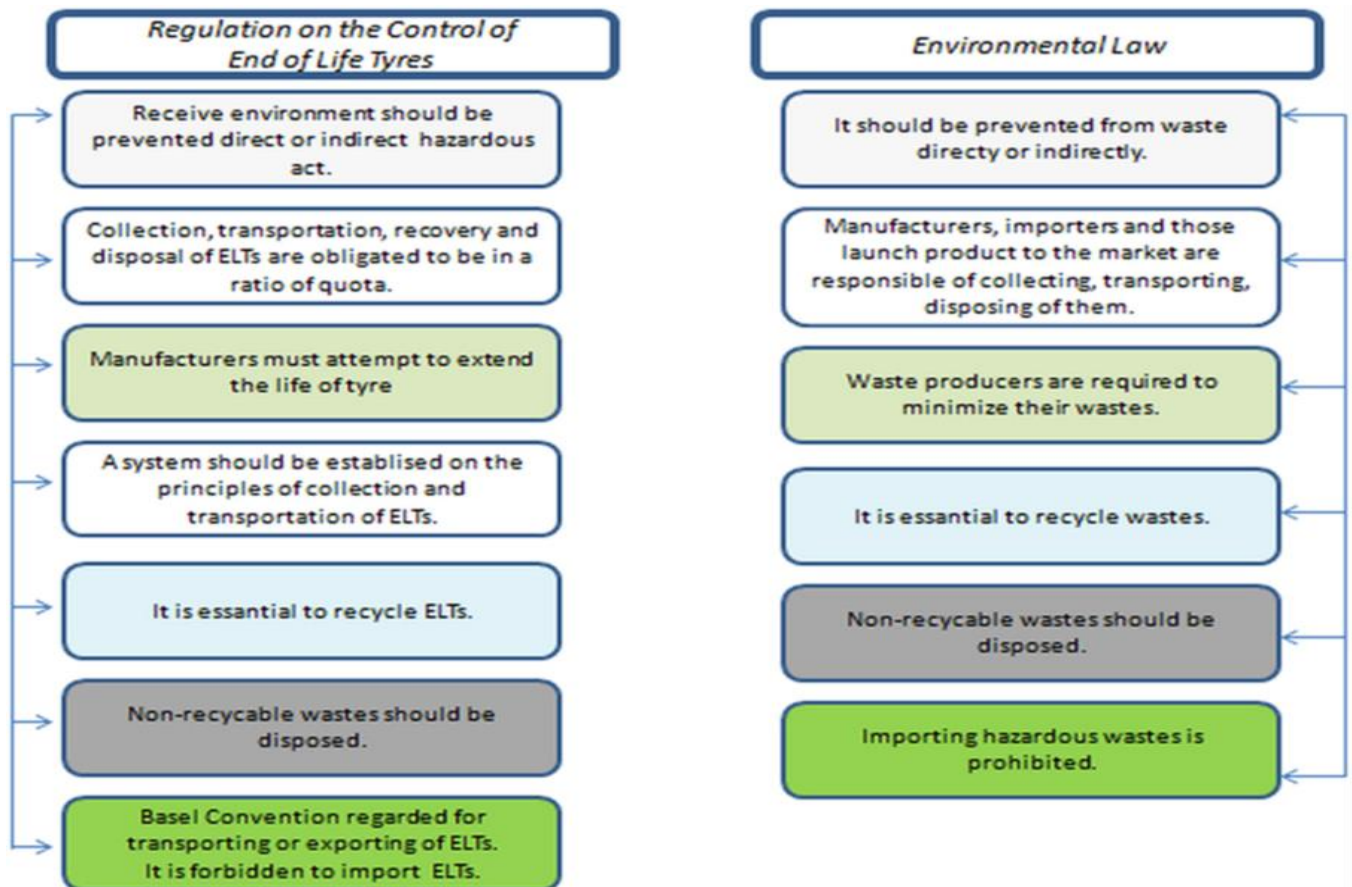 Regulation on the Control of
End of Life Tyres
Receive environment should be
prevented direct or indirect hazardous
act.
Collection, transportation, recovery and
disposal of ELTs are obligated to be in a
ratio of quota.
Manufacturers must attempt to extend
the life of tyre
A system should be establised on the
principles of collection and
transportation of ELTs.
It is essantial to recycle ELTs.
Non-recycable wastes should be
disposed.
Basel Convention regarded for
transporting or exporting of ELTs.
It is forbidden to import ELTs.
Environmental Law
It should be prevented from waste
directy or indirectly.
Manufacturers, importers and those
launch product to the market are
responsible of collecting, transporting,
disposing of them.
Waste producers are required to
minimize their wastes.
It is essantial to recycle wastes.
Non-recycable wastes should be
disposed.
Importing hazardous wastes is
prohibited.